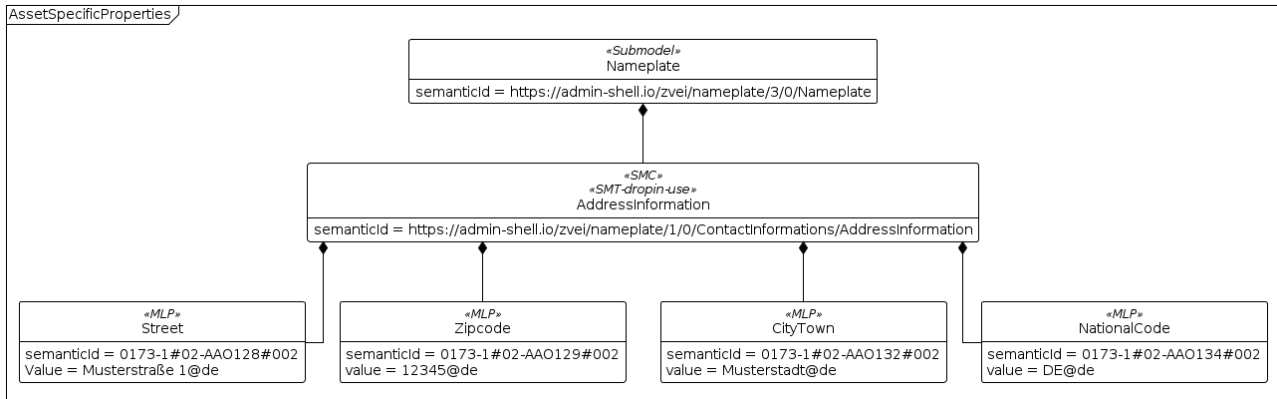 AssetSpecificProperties
«Submodel»
Nameplate
semanticId = https://admin-shell.io/zvei/nameplate/3/0/Nameplate
«SMC»
«SMT-dropin-use»
AddressInformation
semanticId = https://admin-shell.io/zvei/nameplate/1/0/ContactInformations/AddressInformation
«MLP»
Street
semanticId = 0173-1#02-AAO128#002
Value = Musterstraße 1@de
«MLP»
Zipcode
semanticId = 0173-1#02-AAO129#002
value = 12345@de
«MLP»
CityTown
semanticId = 0173-1#02-AAO132#002
value = Musterstadt@de
«MLP»
NationalCode
semanticId = 0173-1#02-AAO134#002
value = DE@de